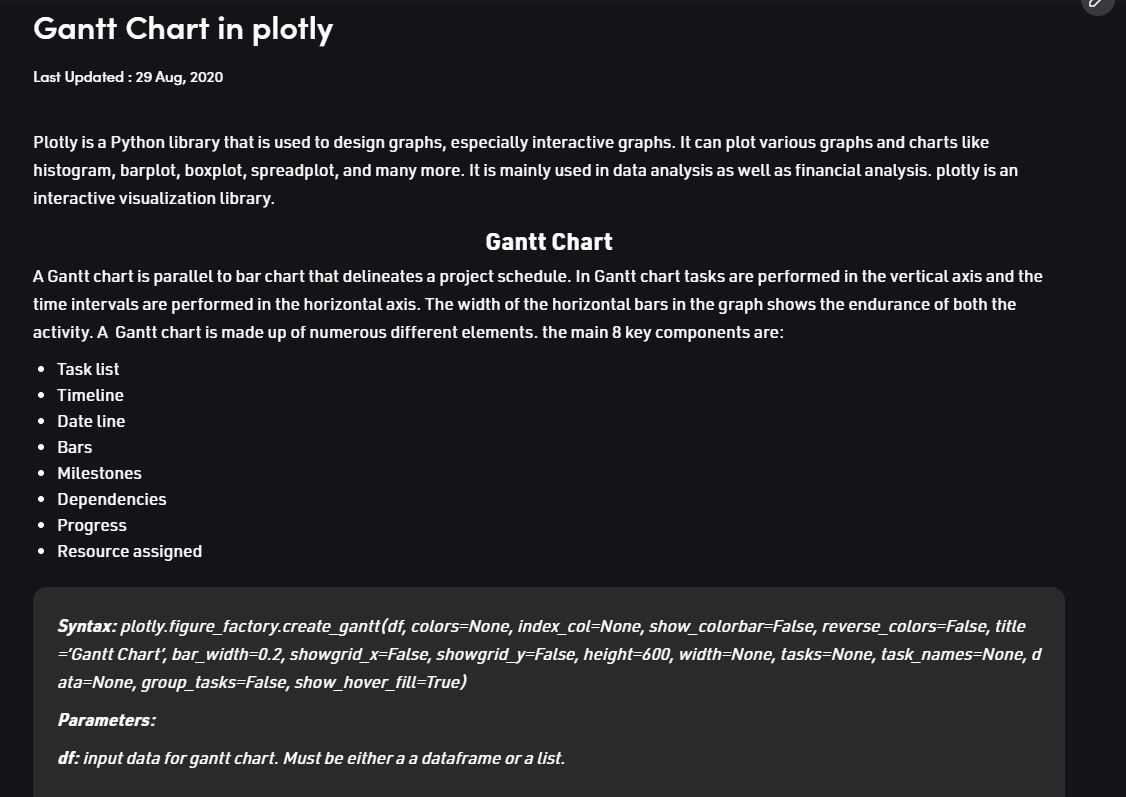 Gantt Chart in plotly
Last Updated : 29 Aug, 2020
Plotly is a Python library that is used to design graphs, especially interactive graphs. It can plot various graphs and charts like
histogram, barplot, boxplot, spreadplot, and many more. It is mainly used in data analysis as well as financial analysis. plotly is an
interactive visualization library.
Gantt Chart
A Gantt chart is parallel to bar chart that delineates a project schedule. In Gantt chart tasks are performed in the vertical axis and the
time intervals are performed in the horizontal axis. The width of the horizontal bars in the graph shows the endurance of both the
activity. A  Gantt chart is made up of numerous different elements. the main 8 key components are:
• Task list
• Timeline
• Date line
• Bars
• Milestones
• Dependencies
• Progress
• Resource assigned
Syntax: plotly.figure_factory.create_gantt(df, colors=None, index_col=None, show_colorbar=False, reverse_colors=False, title
=’Gantt Chart’, bar_width=0.2, showgrid_x=False, showgrid_y=False, height=600, width=None, tasks=None, task_names=None, d
ata=None, group_tasks=False, show_hover_fill=True)
Parameters:
df: input data for gantt chart. Must be either a a dataframe or a list.